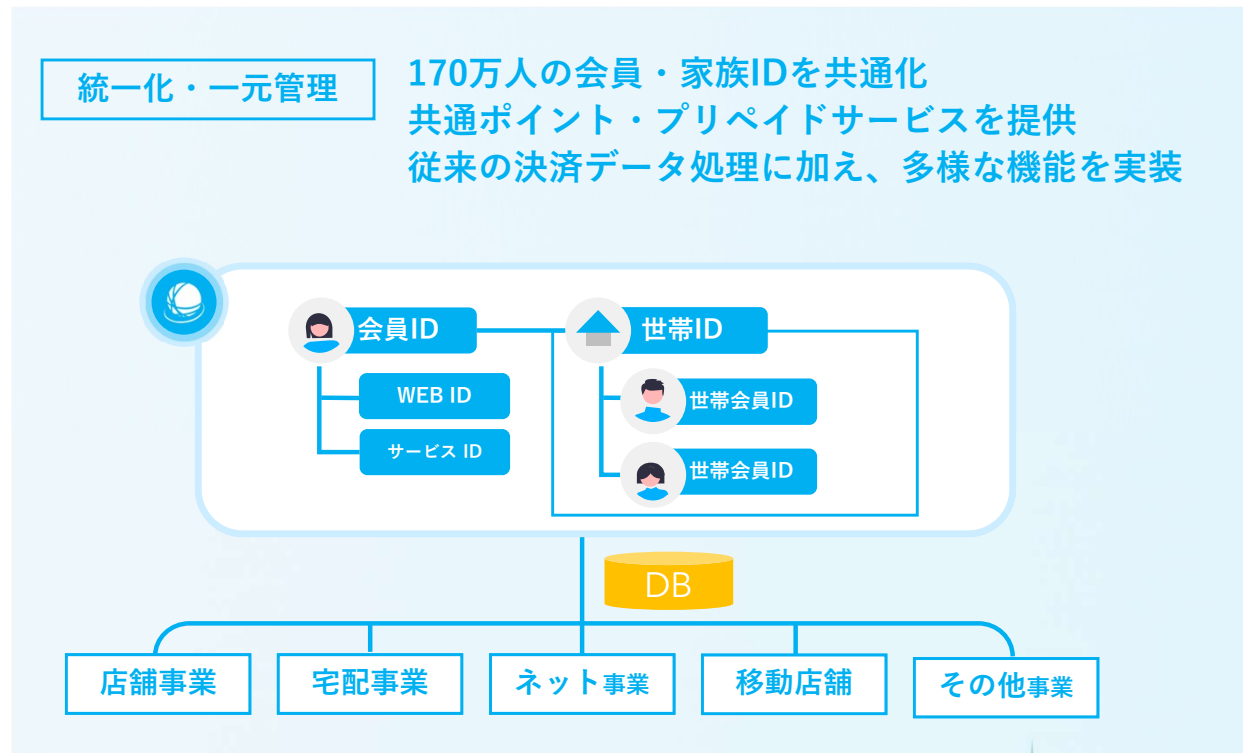 統一化・一元管理
170万人の会員・家族IDを共通化
共通ポイント・プリペイドサービスを提供
従来の決済データ処理に加え、多様な機能を実装
会員ID
世帯ID
WEB ID
世帯会員ID
サービス ID
世帯会員ID
DB
店舗事業
宅配事業
ネット事業
移動店舗
その他事業